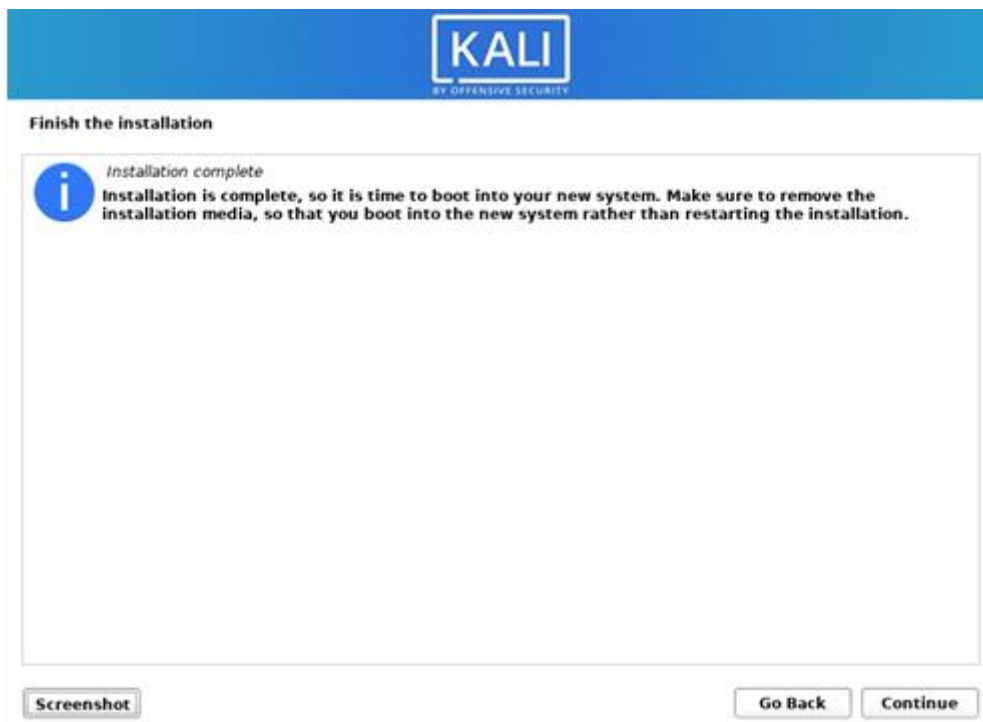 KALI
BY OFFENSIVE SECURITY
Finish the installation
i
Installation complete
Installation is complete, so it is time to boot into your new system. Make sure to remove the
installation media, so that you boot into the new system rather than restarting the installation.
Screenshot
Go Back
Continue